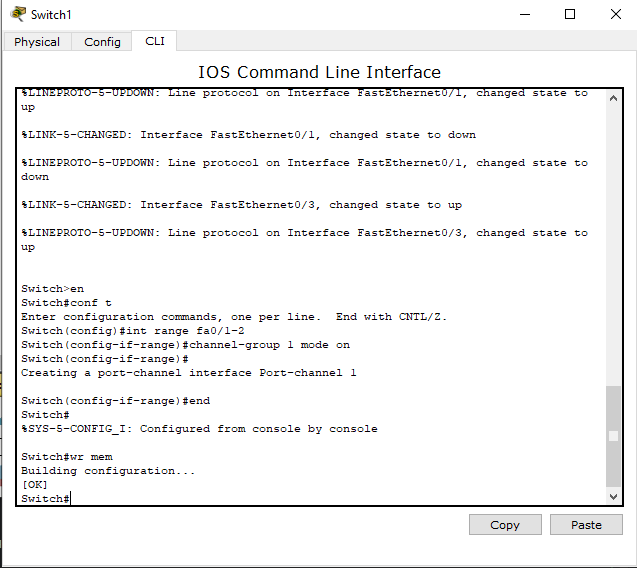 Switch1
Physical Config CLI
IOS Command Line Interface
%LINEPROTO-5-UPDOWN: Line protocol on Interface FastEthernet0/1, changed state to
up
%LINK-5-CHANGED: Interface FastEthernet0/1, changed state to down
%LINEPROTO-5-UPDOWN: Line protocol on Interface FastEthernet0/1, changed state to
down
%LINK-5-CHANGED: Interface FastEthernet0/3, changed state to up
%LINEPROTO-5-UPDOWN: Line protocol on Interface FastEthernet0/3, changed state to
up
Switch>en
Switch#conf t
Enter configuration commands, one per line.  End with CNTL/Z.
Switch(config)#int range fa0/1-2
Switch(config-if-range)#channel-group 1 mode on
Switch(config-if-range)#
Creating a port-channel interface Port-channel 1
Switch(config-if-range)#end
Switch#
%SYS-5-CONFIG_I: Configured from console by console
Switch#wr mem
Building configuration...
[OK]
Switch#
Copy Paste